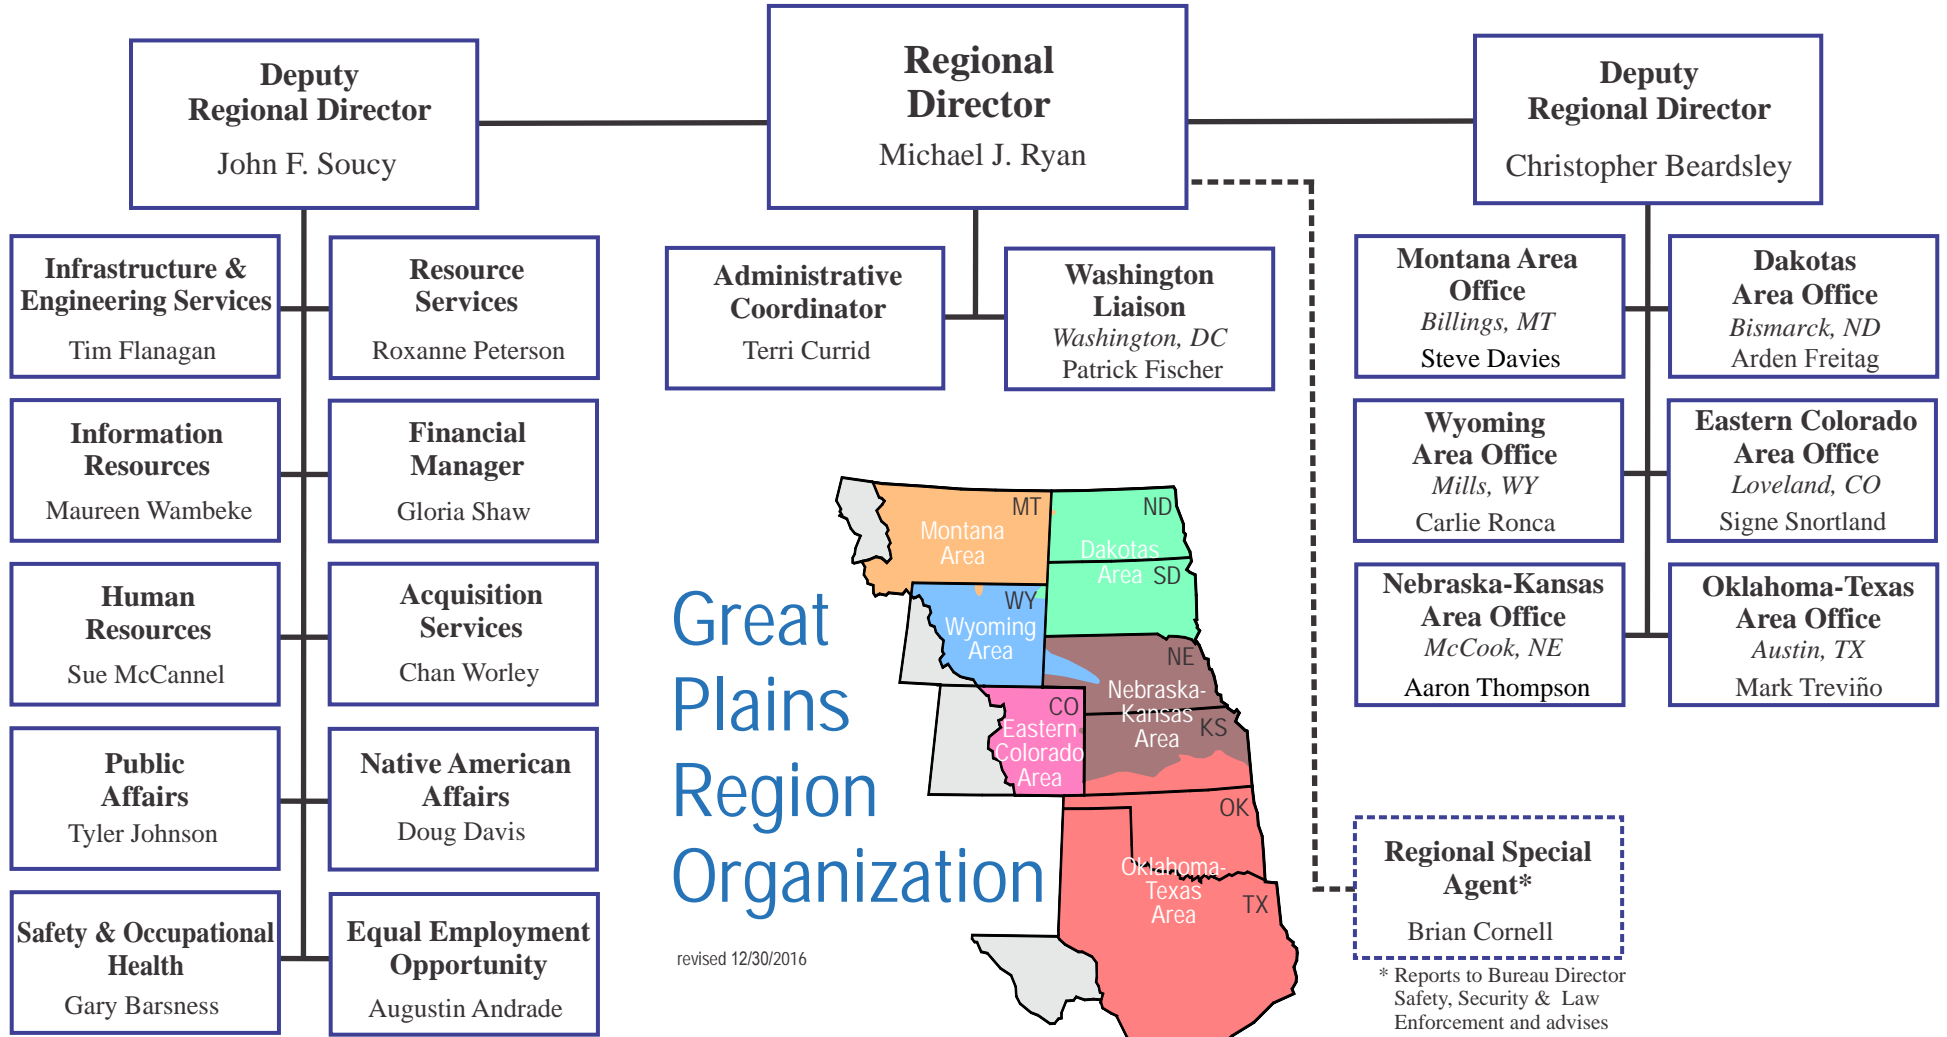 Deputy
Regional Director
John F. Soucy
Regional
Director
Michael J. Ryan
Deputy
Regional Director
Christopher Beardsley
Infrastructure &
Engineering Services
Tim Flanagan
Resource
Services
Roxanne Peterson
Information
Resources
Maureen Wambeke
Financial
Manager
Gloria Shaw
Human
Resources
Sue McCannel
Acquisition
Services
Chan Worley
Public
Affairs
Tyler Johnson
Native American
Affairs
Doug Davis
Safety & Occupational
Health
Gary Barsness
Equal Employment
Opportunity
Augustin Andrade
Administrative
Coordinator
Terri Currid
Washington
Liaison
Washington, DC
Patrick Fischer
Montana Area
Office
Billings, MT
Steve Davies
Dakotas
Area Office
Bismarck, ND
Arden Freitag
Wyoming
Area Office
Mills, WY
Carlie Ronca
Eastern Colorado
Area Office
Loveland, CO
Signe Snortland
Nebraska-Kansas
Area Office
McCook, NE
Aaron Thompson
Oklahoma-Texas
Area Office
Austin, TX
Mark Treviño
Great
Plains
Region
Organization
revised 12/30/2016
MT
Montana
Area
ND
Dakotas
Area
SD
WY
Wyoming
Area
NE
Nebraska-
Kansas
Area
KS
CO
Eastern
Colorado
Area
OK
Oklahoma-
Texas
Area
TX
Regional Special
Agent*
Brian Cornell
* Reports to Bureau Director
Safety, Security & Law
Enforcement and advises